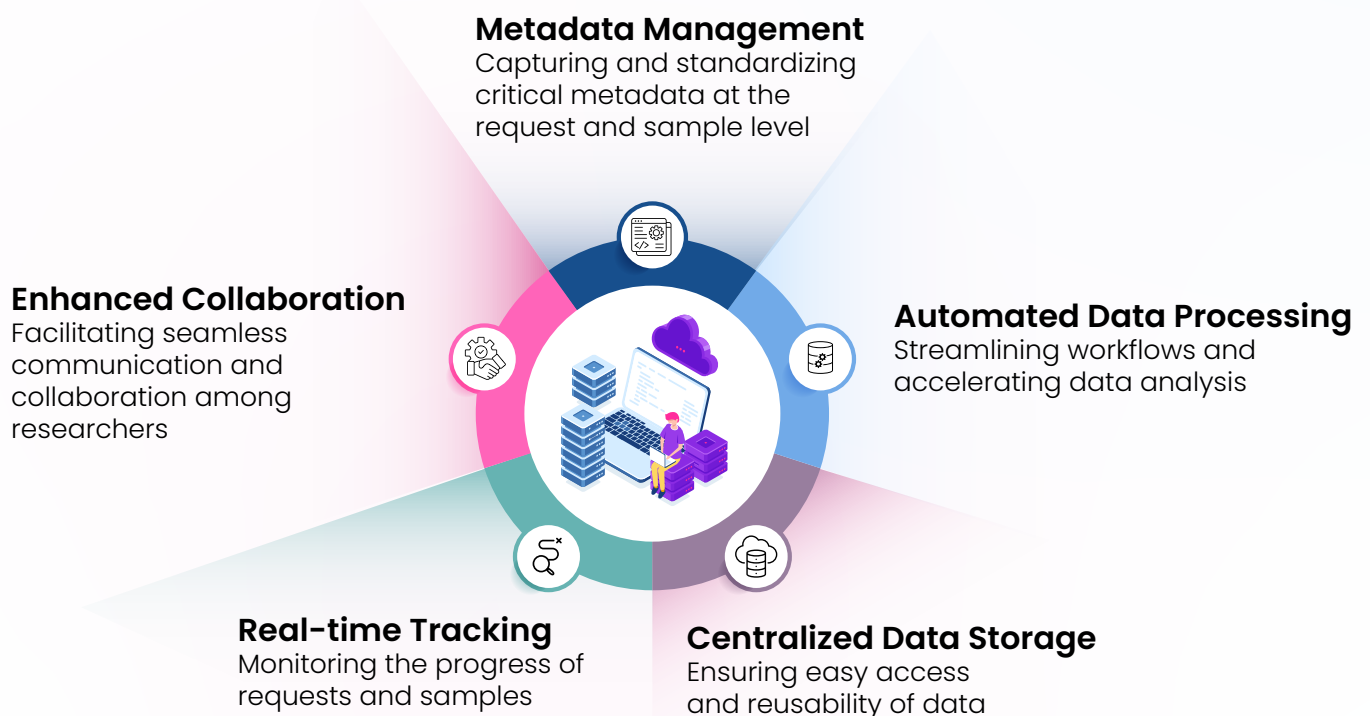 Metadata Management
Capturing and standardizing
critical metadata at the
request and sample level
Enhanced Collaboration
Facilitating seamless
communication and
collaboration among
researchers
Automated Data Processing
Streamlining workflows and
accelerating data analysis
Real-time Tracking
Monitoring the progress of
requests and samples
Centralized Data Storage
Ensuring easy access
and reusability of data